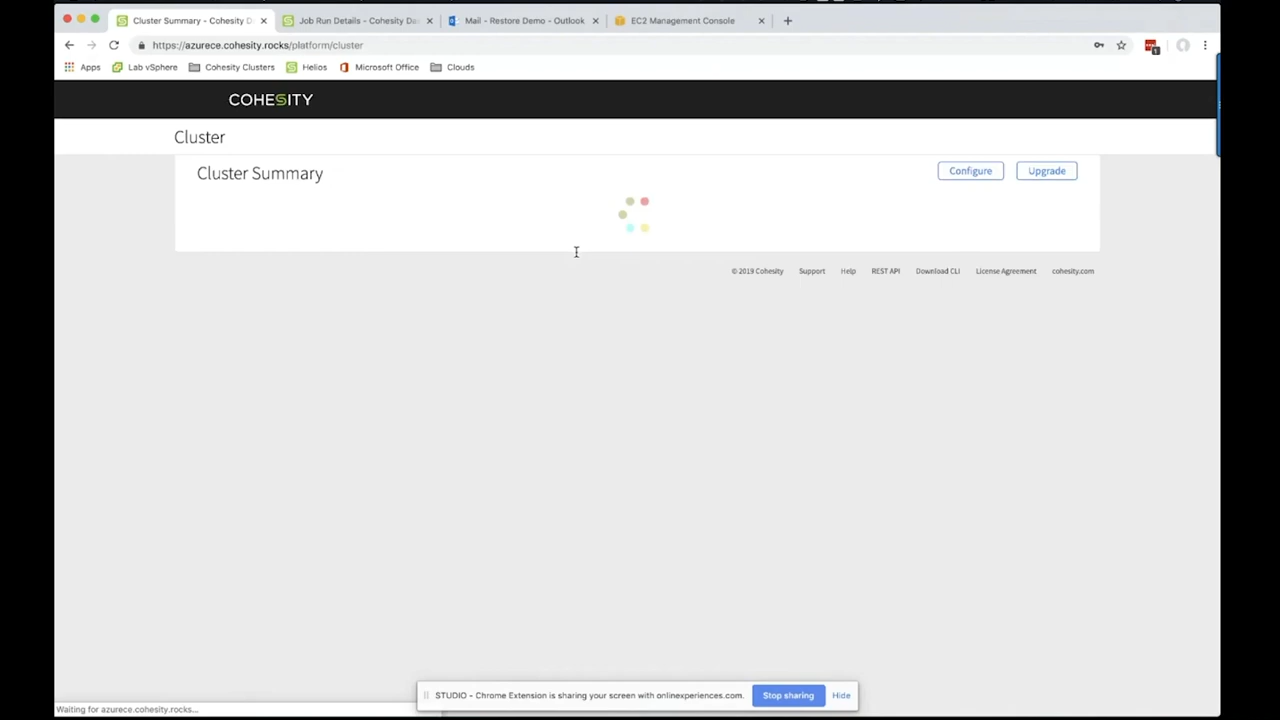 Cluster Summary - Cohesity D
Job Run Details - Cohesity Da
Mail - Restore Demo - Outlook
EC2 Management Console
https://azurece.cohesity.rocks/platform/cluster
1
Apps
Lab vSphere
Cohesity Clusters
Helios
Microsoft Office
Clouds
COHESITY
Cluster
Cluster Summary
Configure
Upgrade
© 2019 Cohesity
Support
Help
REST API
Download CLI
License Agreement
cohesity.com
STUDIO - Chrome Extension is sharing your screen with onlinexperiences.com.
Stop sharing
Hide
Waiting for azurece.cohesity.rocks...